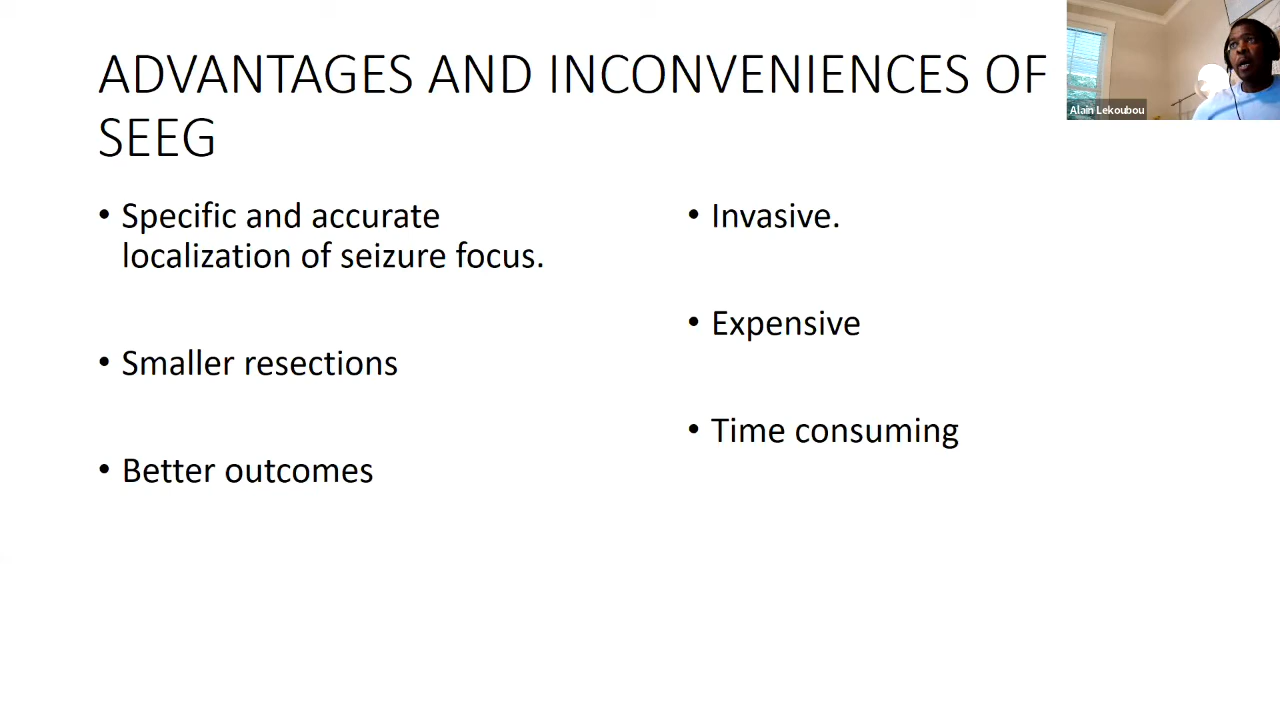 ADVANTAGES AND INCONVENIENCES OF
SEEG
• Specific and accurate
localization of seizure focus.
• Smaller resections
• Better outcomes
• Invasive.
• Expensive
• Time consuming
Alain Lekoubou